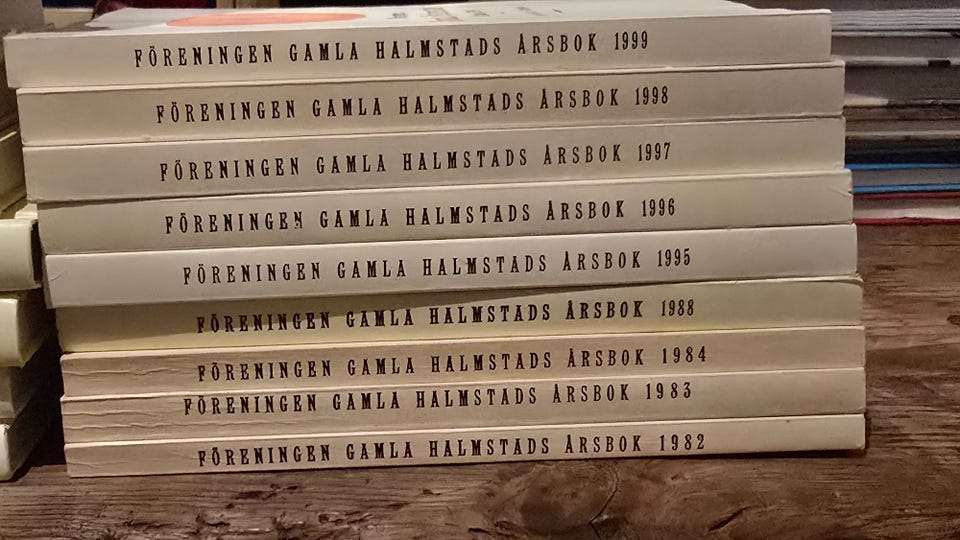 FÖRENINGEN GAMLA HALMSTADS ÅRSBOK 1999
FÖRENINGEN GAMLA HALMSTADS ÅRSBOK 1998
FÖRENINGEN GAMLA HALMSTADS ÅRSBOK 1997
FÖRENINGEN GAMLA HALMSTADS ÅRSBOK 1996
FÖRENINGEN GAMLA HALMSTADS ÅRSBOK 1995
FÖRENINGEN GAMLA HALMSTADS ÅRSBOK 1988
FÖRENINGEN GAMLA HALMSTADS ÅRSBOK 1984
FÖRENINGEN GAMLA HALMSTADS ÅRSBOK 1983
FÖRENINGEN GAMLA HALMSTADS ÅRSBOK 1982